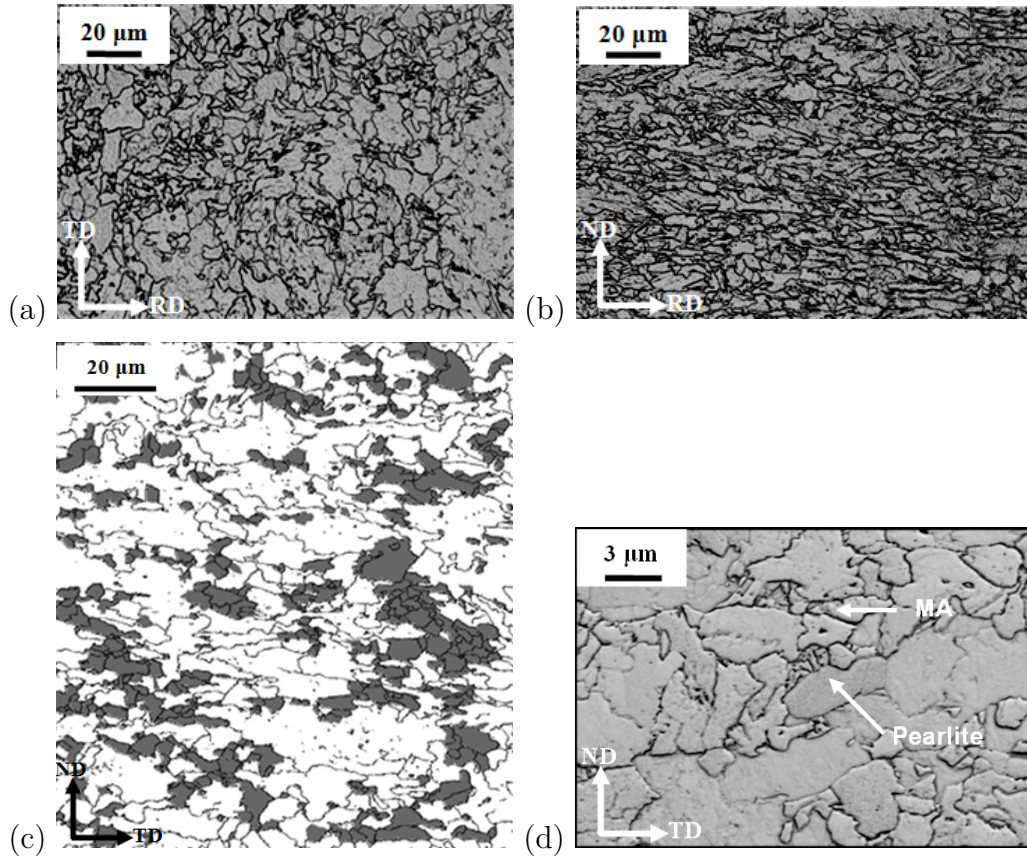 20 µm
TD
RD
(a)
20 µm
ND
RD
(b)
20 µm
ND
TD
(c)
3 µm
MA
Pearlite
ND
TD
(d)